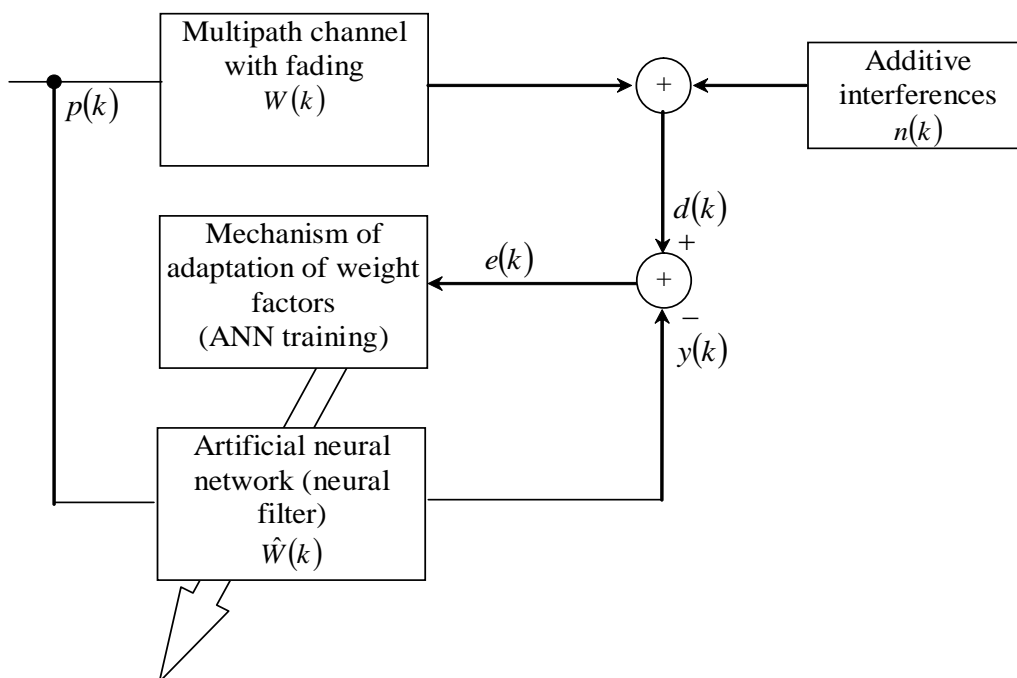 Multipath channel
with fading
W(k)
+
Additive
interferences
n(k)
p(k)
d(k)
+
Mechanism of
adaptation of weight
factors
(ANN training)
e(k)
+
−
y(k)
Artificial neural
network (neural
filter)
Ŵ(k)